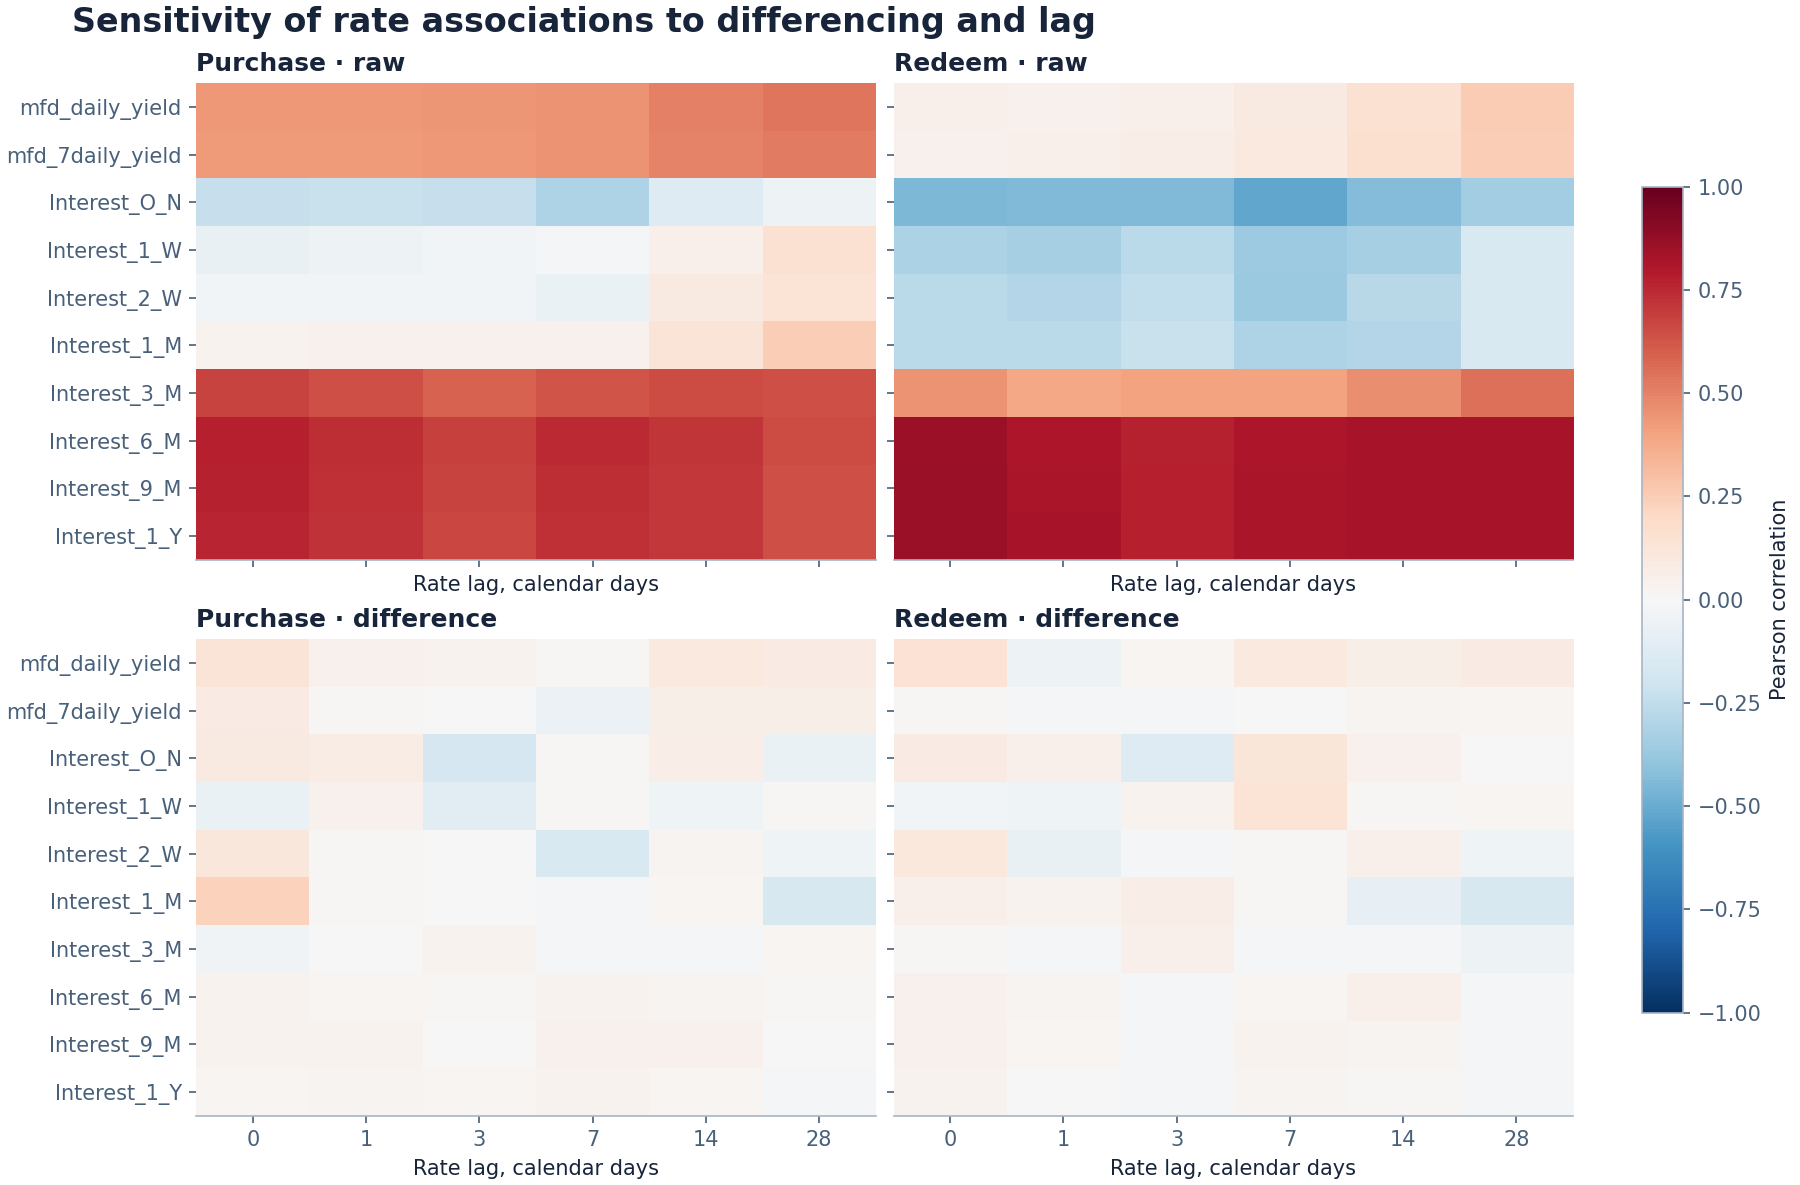 Sensitivity of rate associations to differencing and lag
Purchase · raw
Redeem · raw
mfd_daily_yield
mfd_7daily_yield
Interest_O_N
Interest_1_W
Interest_2_W
Interest_1_M
Interest_3_M
Interest_6_M
Interest_9_M
Interest_1_Y
Rate lag, calendar days
Rate lag, calendar days
Purchase · difference
Redeem · difference
mfd_daily_yield
mfd_7daily_yield
Interest_O_N
Interest_1_W
Interest_2_W
Interest_1_M
Interest_3_M
Interest_6_M
Interest_9_M
Interest_1_Y
0 1 3 7 14 28
0 1 3 7 14 28
Rate lag, calendar days
Rate lag, calendar days
1.00
0.75
0.50
0.25
0.00
−0.25
−0.50
−0.75
−1.00
Pearson correlation